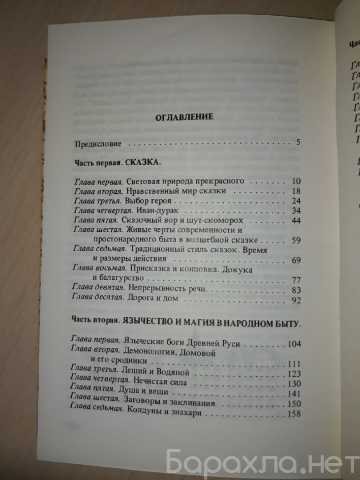 ОГЛАВЛЕНИЕ
Предисловие . . . . . . . . . . . . . . . . 5
Часть первая. СКАЗКА.
Глава первая. Световая природа прекрасного . . . . . . . 10
Глава вторая. Нравственный мир сказки . . . . . . . . 18
Глава третья. Выбор героя . . . . . . . . . . . 24
Глава четвертая. Иван-дурак . . . . . . . . . . . 34
Глава пятая. Сказочный вор и шут-скоморох . . . . . . . 44
Глава шестая. Живые черты современности и
простонародного быта в волшебной сказке . . . . . 59
Глава седьмая. Традиционный стиль сказок. Время
и размеры действия . . . . . . . . . . . 69
Глава восьмая. Присказка и концовка. Докука
и балагурство . . . . . . . . . . . . 77
Глава девятая. Непрерывность речи. . . . . . . . . . 83
Глава десятая. Дорога и дом . . . . . . . . . . . 92
Часть вторая. ЯЗЫЧЕСТВО И МАГИЯ В НАРОДНОМ БЫТУ.
Глава первая. Языческие боги Древней Руси . . . . . . . 104
Глава вторая. Демонология, Домовой
и его сродники . . . . . . . . . . . . 111
Глава третья. Леший и Водяной . . . . . . . . . . 123
Глава четвертая. Нечистая сила . . . . . . . . . . 130
Глава пятая. Душа и вещи . . . . . . . . . . . 141
Глава шестая. Заговоры и заклинания . . . . . . . . 150
Глава седьмая. Колдуны и знахари . . . . . . . . . 158
Час
Глав
Барахла.нет